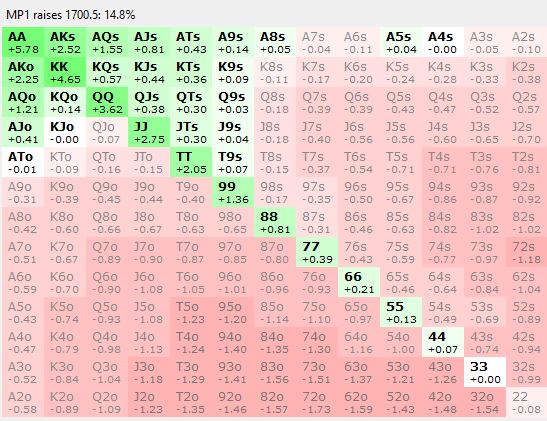 MP1 raises 1700.5: 14.8%
AA AKs AQs AJs ATs A9s A8s A7s A6s A5s A4s A3s A2s
+5.78 +2.52 +1.55 +0.81 +0.43 +0.14 +0.05 -0.04 -0.11 +0.04 -0.00 -0.05 -0.10
AKo KK KQs KJs KTs K9s K8s K7s K6s K5s K4s K3s K2s
+2.25 +4.65 +0.57 +0.44 +0.36 +0.09 -0.11 -0.17 -0.20 -0.24 -0.28 -0.33 -0.38
AQo KQo QQ QJs QTs Q9s Q8s Q7s Q6s Q5s Q4s Q3s Q2s
+1.21 +0.14 +3.62 +0.38 +0.30 +0.03 -0.18 -0.39 -0.39 -0.43 -0.47 -0.52 -0.57
AJo KJo QJo JJ JTs J9s J8s J7s J6s J5s J4s J3s J2s
+0.41 -0.00 -0.07 +2.75 +0.30 +0.04 -0.18 -0.40 -0.56 -0.56 -0.60 -0.65 -0.70
ATo KTo QTo JTo TT T9s T8s T7s T6s T5s T4s T3s T2s
-0.01 -0.09 -0.16 -0.15 +2.05 +0.07 -0.15 -0.37 -0.54 -0.71 -0.71 -0.76 -0.81
A9o K9o Q9o J9o T9o 99 98s 97s 96s 95s 94s 93s 92s
-0.31 -0.39 -0.45 -0.44 -0.40 +1.36 -0.17 -0.35 -0.50 -0.67 -0.86 -0.87 -0.92
A8o K8o Q8o J8o T8o 98o 88 87s 86s 85s 84s 83s 82s
-0.42 -0.60 -0.66 -0.67 -0.63 -0.65 +0.81 -0.31 -0.46 -0.63 -0.82 -1.02 -1.02
A7o K7o Q7o J7o T7o 97o 87o 77 76s 75s 74s 73s 72s
-0.51 -0.67 -0.89 -0.90 -0.87 -0.85 -0.80 +0.39 -0.43 -0.59 -0.77 -0.97 -1.18
A6o K6o Q6o J6o T6o 96o 86o 76o 66 65s 64s 63s 62s
-0.59 -0.70 -0.90 -1.08 -1.05 -1.01 -0.96 -0.93 +0.21 -0.46 -0.64 -0.84 -1.04
A5o K5o Q5o J5o T5o 95o 85o 75o 65o 55 54s 53s 52s
-0.43 -0.74 -0.93 -1.08 -1.23 -1.20 -1.14 -1.10 -0.97 +0.13 -0.49 -0.69 -0.89
A4o K4o Q4o J4o T4o 94o 84o 74o 64o 54o 44 43s 42s
-0.47 -0.79 -0.98 -1.13 -1.24 -1.40 -1.35 -1.30 -1.16 -1.00 +0.07 -0.74 -0.94
A3o K3o Q3o J3o T3o 93o 83o 73o 63o 53o 43o 33 32s
-0.52 -0.84 -1.04 -1.18 -1.29 -1.41 -1.56 -1.51 -1.37 -1.21 -1.26 +0.00 -0.99
A2o K2o Q2o J2o T2o 92o 82o 72o 62o 52o 42o 32o 22
-0.58 -0.89 -1.09 -1.23 -1.35 -1.46 -1.57 -1.73 -1.59 -1.43 -1.48 -1.54 -0.08